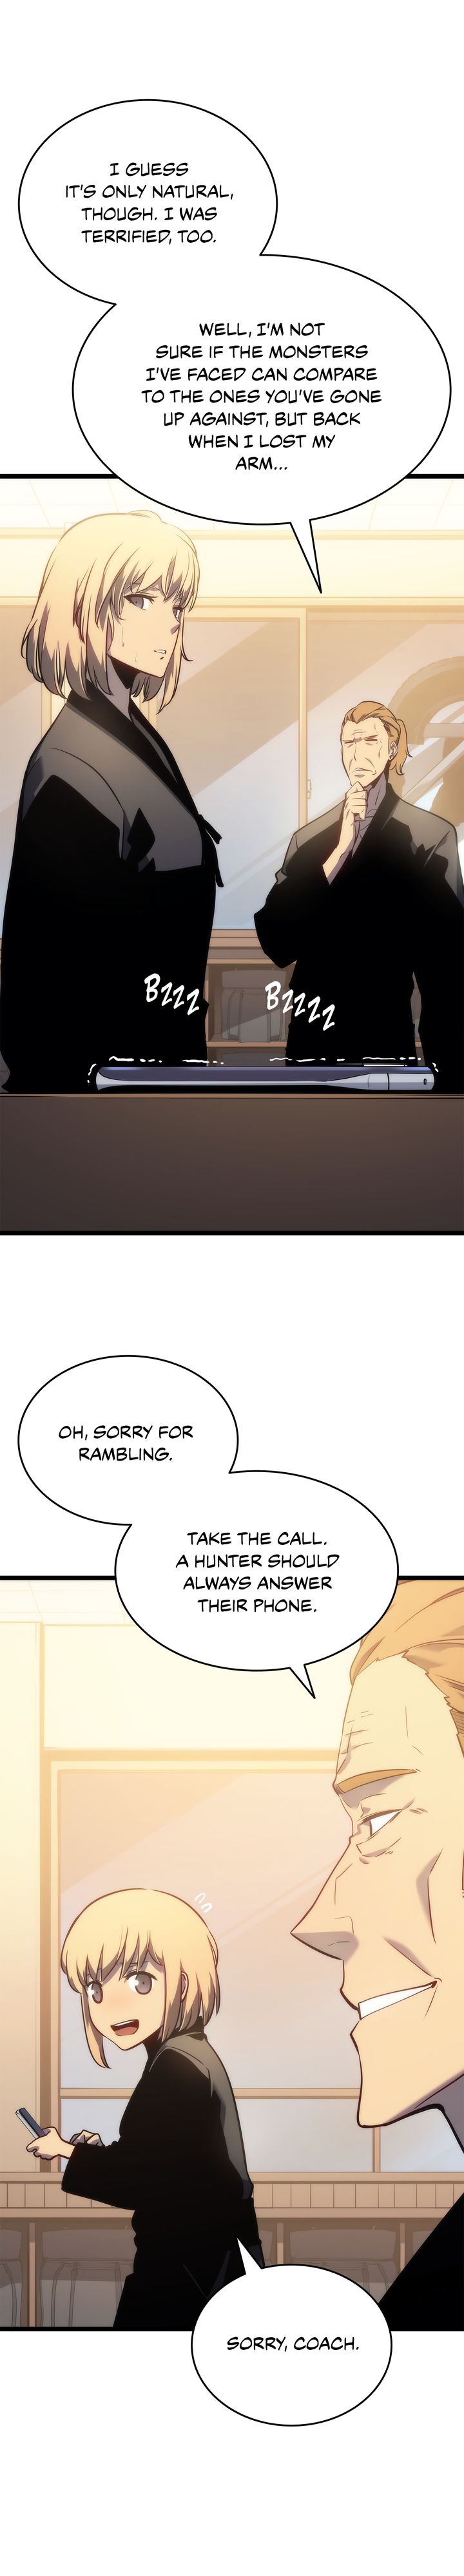 I GUESS
IT'S ONLY NATURAL,
THOUGH. I WAS
TERRIFIED, TOO.
WELL, I'M NOT
SURE IF THE MONSTERS
I'VE FACED CAN COMPARE
TO THE ONES YOU'VE GONE
UP AGAINST, BUT BACK
WHEN I LOST MY
ARM...
BZZZ
BZZZZ
OH, SORRY FOR
RAMBLING.
TAKE THE CALL.
A HUNTER SHOULD
ALWAYS ANSWER
THEIR PHONE.
SORRY, COACH.